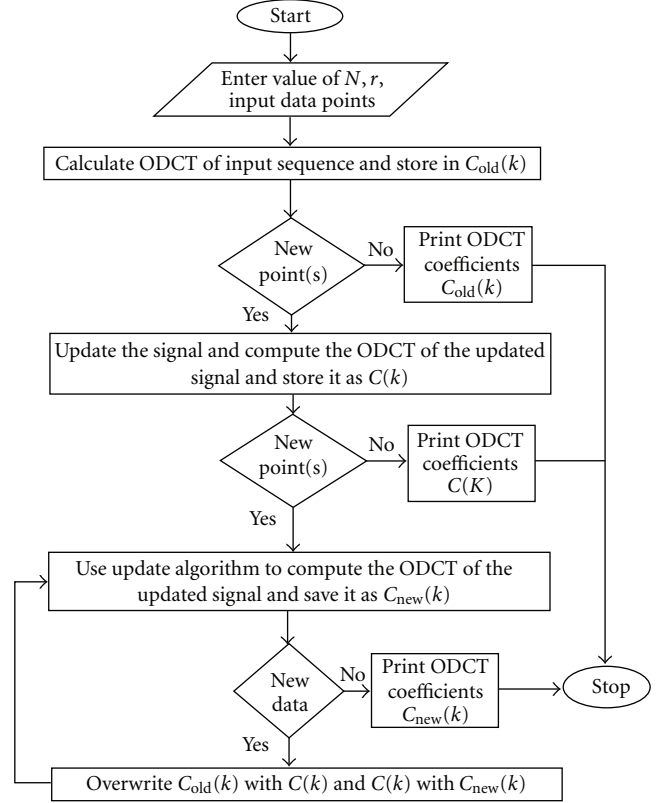 Start
Enter value of N, r,
input data points
Calculate ODCT of input sequence and store in C_old(k)
New
point(s)
No
Print ODCT
coefficients
C_old(k)
Yes
Update the signal and compute the ODCT of the updated
signal and store it as C(k)
New
point(s)
No
Print ODCT
coefficients
C(K)
Yes
Use update algorithm to compute the ODCT of the
updated signal and save it as C_new(k)
New
data
No
Print ODCT
coefficients
C_new(k)
Stop
Yes
Overwrite C_old(k) with C(k) and C(k) with C_new(k)